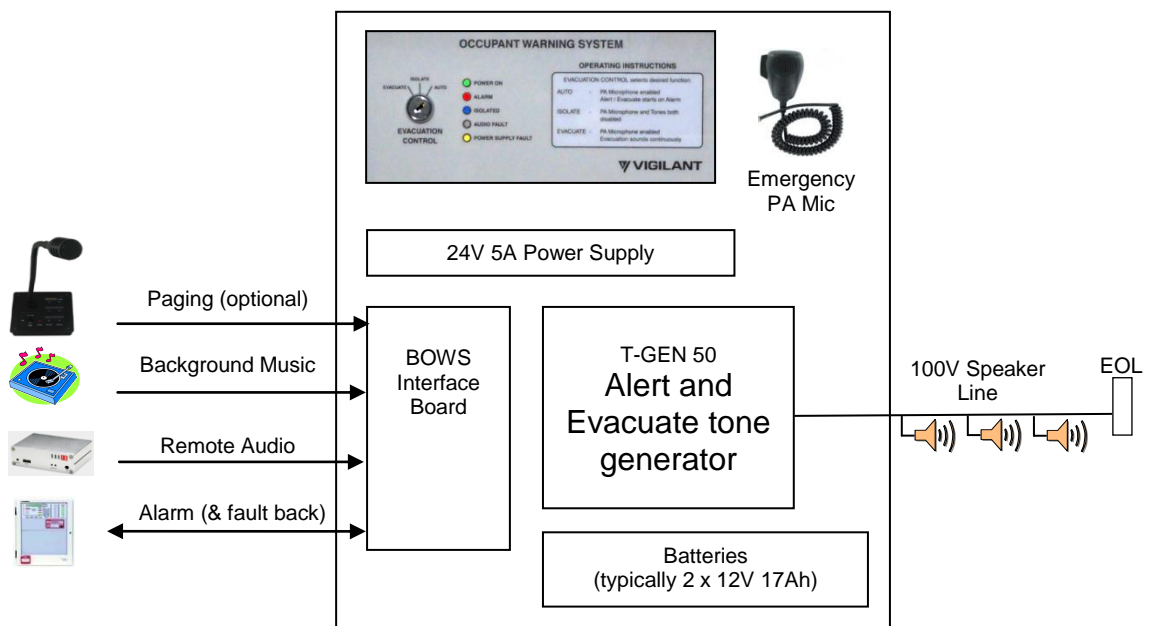 OCCUPANT WARNING SYSTEM
ISOLATE
EVACUATE
AUTO
EVACUATION
CONTROL
POWER ON
ALARM
ISOLATED
AUDIO FAULT
POWER SUPPLY FAULT
OPERATING INSTRUCTIONS
EVACUATION CONTROL selects desired function
AUTO - PA Microphone enabled
Alert / Evacuate starts on Alarm
ISOLATE - PA Microphone and Tones both
disabled
EVACUATE - PA Microphone enabled
Evacuation sounds continuously
VIGILANT
Emergency
PA Mic
24V 5A Power Supply
Paging (optional)
Background Music
Remote Audio
Alarm (& fault back)
BOWS
Interface
Board
T-GEN 50
Alert and
Evacuate tone
generator
100V Speaker
Line
EOL
Batteries
(typically 2 x 12V 17Ah)